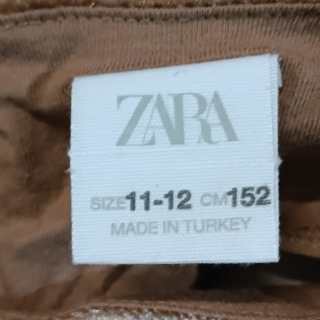 ZARA
SIZE 11-12 CM 152
MADE IN TURKEY